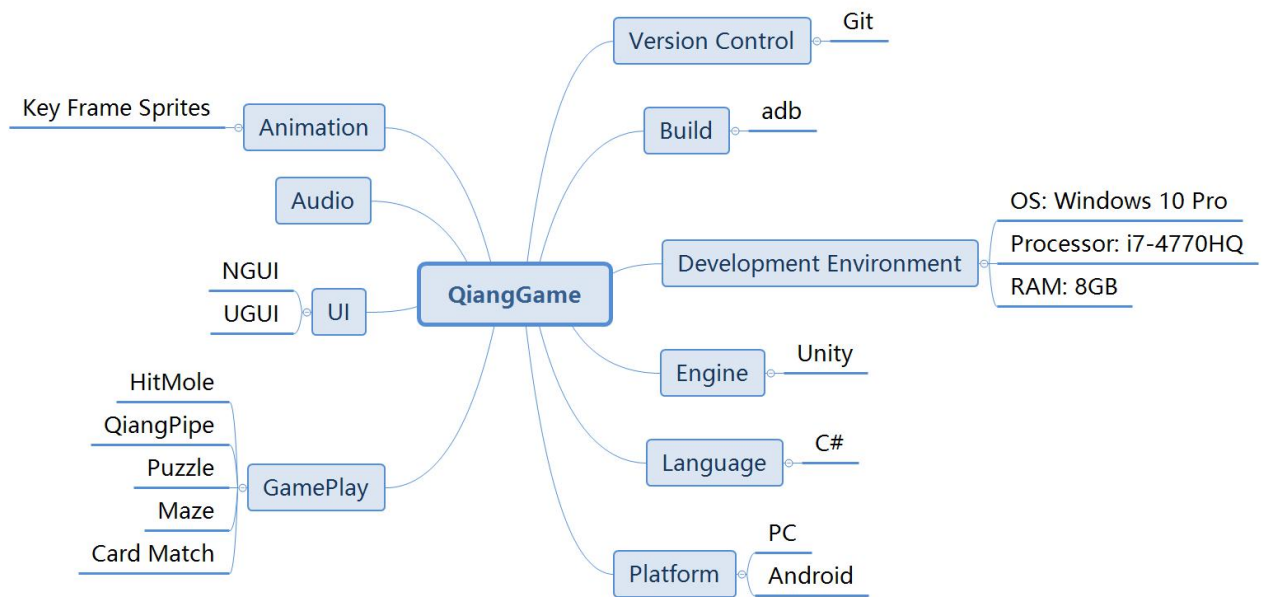 QiangGame
Version Control
Git
Build
adb
Development Environment
OS: Windows 10 Pro
Processor: i7-4770HQ
RAM: 8GB
Engine
Unity
Language
C#
Platform
PC
Android
Animation
Key Frame Sprites
Audio
UI
NGUI
UGUI
GamePlay
HitMole
QiangPipe
Puzzle
Maze
Card Match